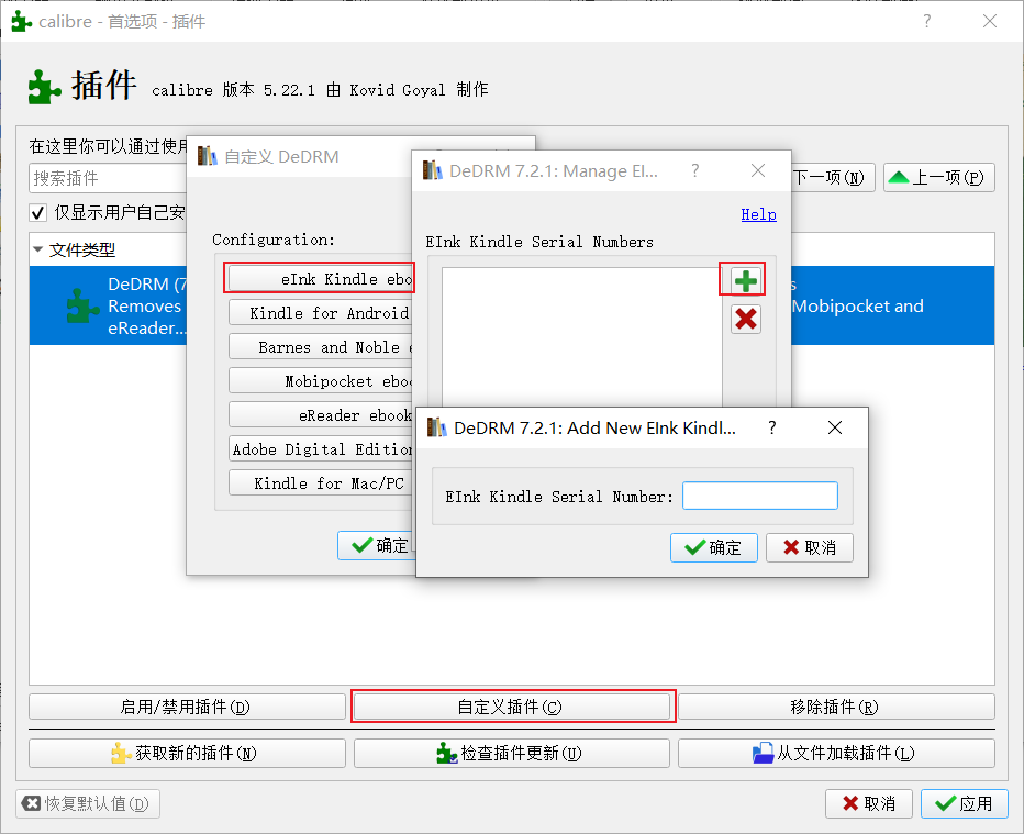 calibre - 首选项 - 插件
插件 calibre 版本 5.22.1 由 Kovid Goyal 制作
在这里你可以通过使用
搜索插件
下一项(N)
上一项(P)
仅显示用户自己安
文件类型
DeDRM (7
Removes
eReader...
s
Mobipocket and
自定义 DeDRM
Configuration:
eInk Kindle ebo
Kindle for Android
Barnes and Noble e
Mobipocket eboo
eReader ebook
Adobe Digital Edition
Kindle for Mac/PC
确定
DeDRM 7.2.1: Manage EI...
?
Help
EInk Kindle Serial Numbers
DeDRM 7.2.1: Add New EInk Kindl...
?
EInk Kindle Serial Number:
确定
取消
启用/禁用插件(D)
自定义插件(C)
移除插件(R)
获取新的插件(N)
检查插件更新(U)
从文件加载插件(L)
恢复默认值(D)
取消
应用